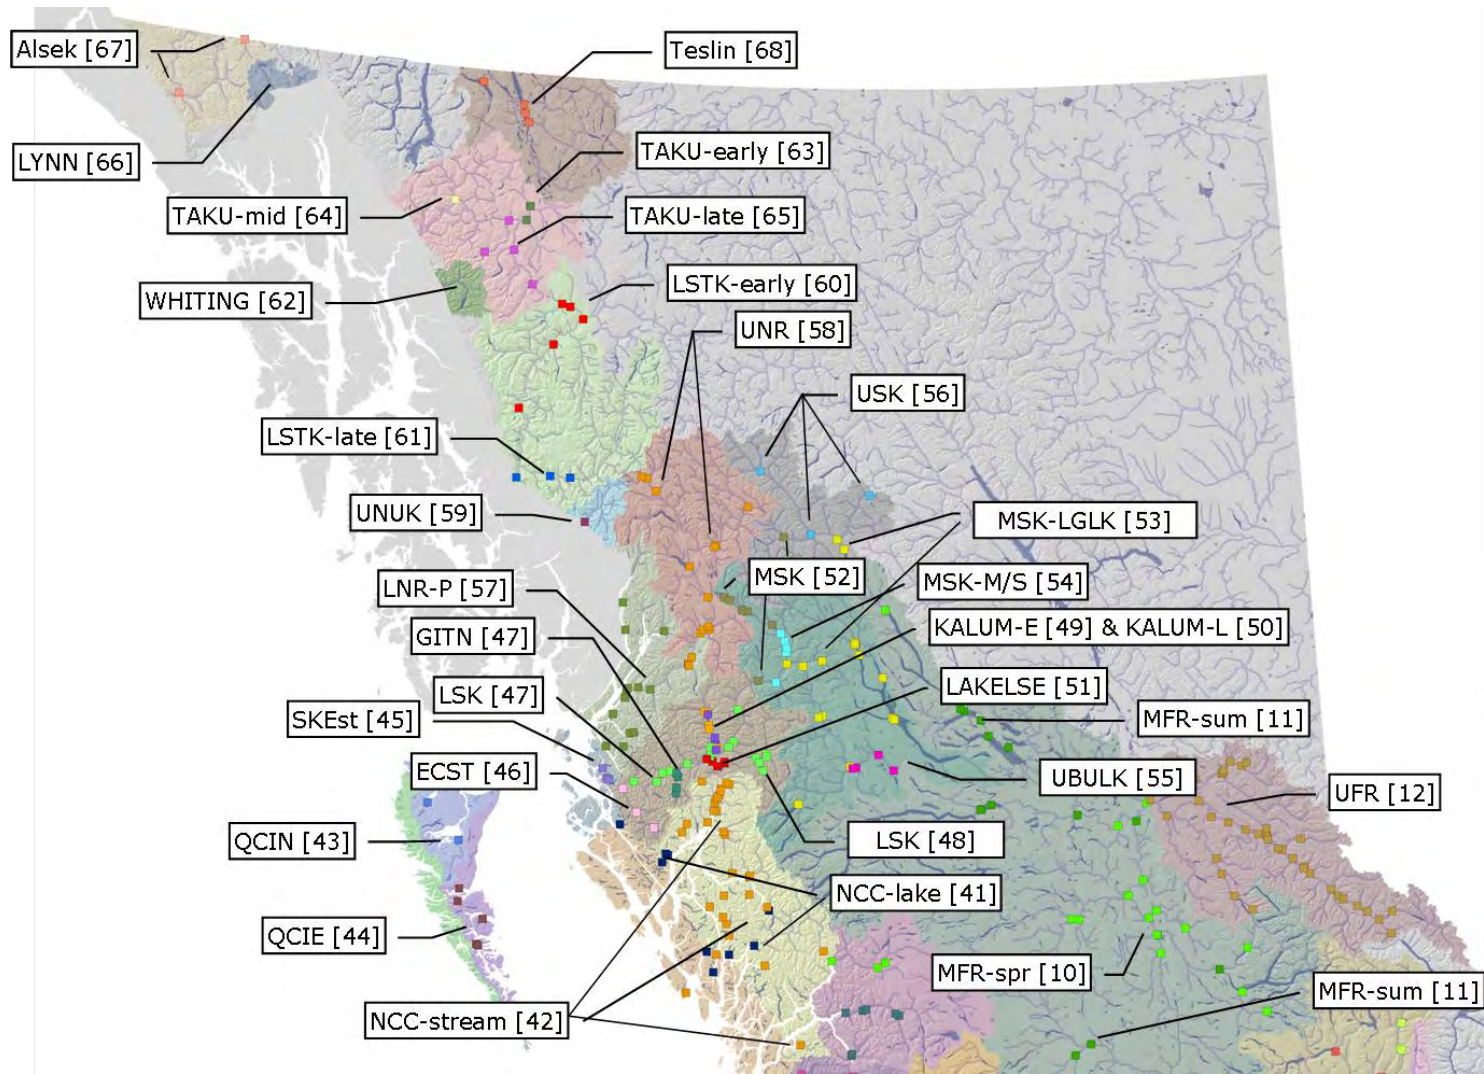 Alsek [67]
Teslin [68]
LYNN [66]
TAKU-early [63]
TAKU-mid [64]
TAKU-late [65]
WHITING [62]
LSTK-early [60]
UNR [58]
USK [56]
LSTK-late [61]
UNUK [59]
MSK-LGLK [53]
LNR-P [57]
MSK [52]
MSK-M/S [54]
GITN [47]
KALUM-E [49] & KALUM-L [50]
LSK [47]
LAKELSE [51]
SKEst [45]
MFR-sum [11]
ECST [46]
UBULK [55]
UFR [12]
QCIN [43]
LSK [48]
NCC-lake [41]
QCIE [44]
MFR-spr [10]
MFR-sum [11]
NCC-stream [42]